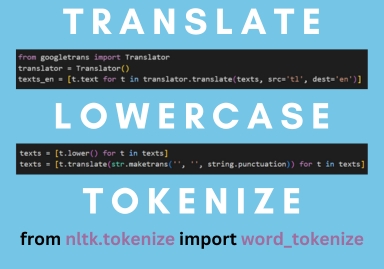 TRANSLATE
from googletrans import Translator
translator = Translator()
texts_en = [t.text for t in translator.translate(texts, src='tl', dest='en')]
LOWERCASE
texts = [t.lower() for t in texts]
texts = [t.translate(str.maketrans('', '', string.punctuation)) for t in texts]
TOKENIZE
from nltk.tokenize import word_tokenize